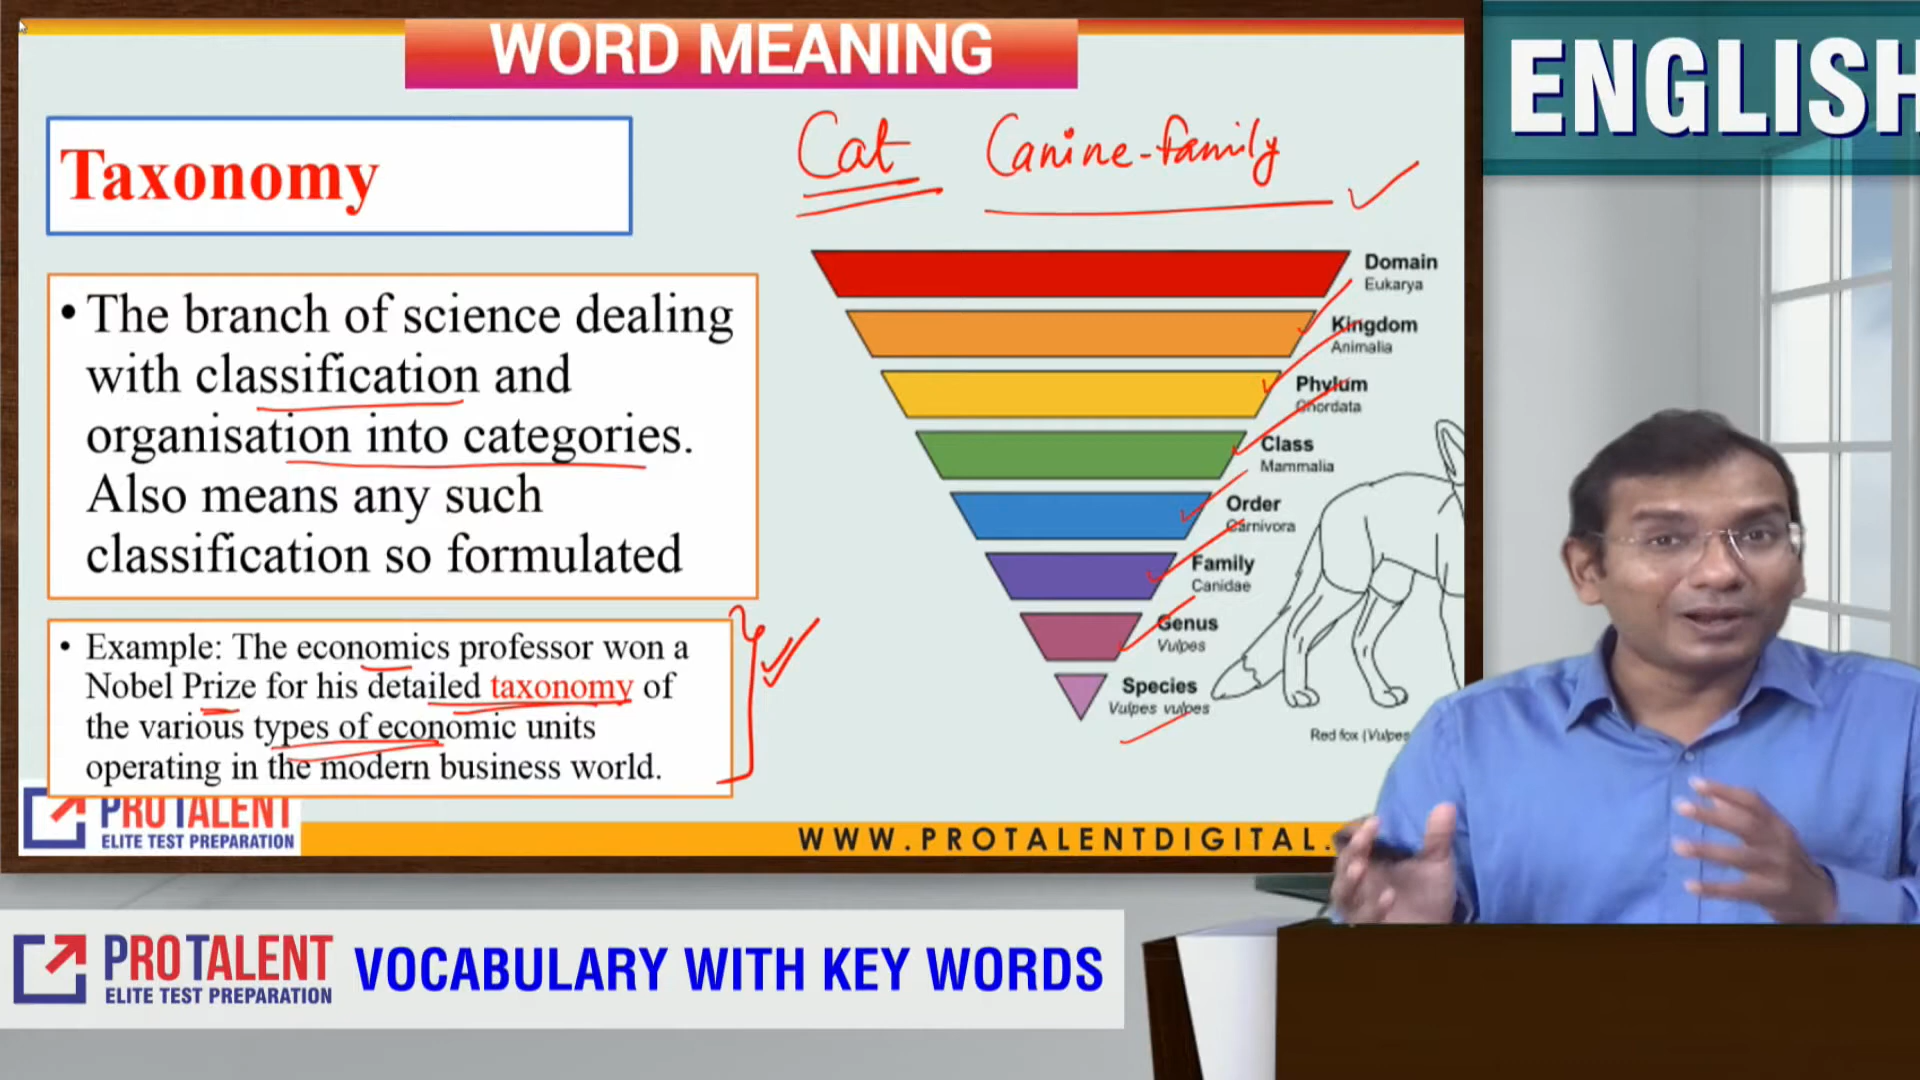 WORD MEANING
ENGLISH
Cat Canine-family
Taxonomy
• The branch of science dealing
with classification and
organisation into categories.
Also means any such
classification so formulated
• Example: The economics professor won a
Nobel Prize for his detailed taxonomy of
the various types of economic units
operating in the modern business world.
Domain
Eukarya
Kingdom
Animalia
Phylum
Chordata
Class
Mammalia
Order
Carnivora
Family
Canidae
Genus
Vulpes
Species
Vulpes vulpes
Red fox (Vulpes
PROTALENT
ELITE TEST PREPARATION
WWW.PROTALENTDIGITAL.
PROTALENT
ELITE TEST PREPARATION
VOCABULARY WITH KEY WORDS